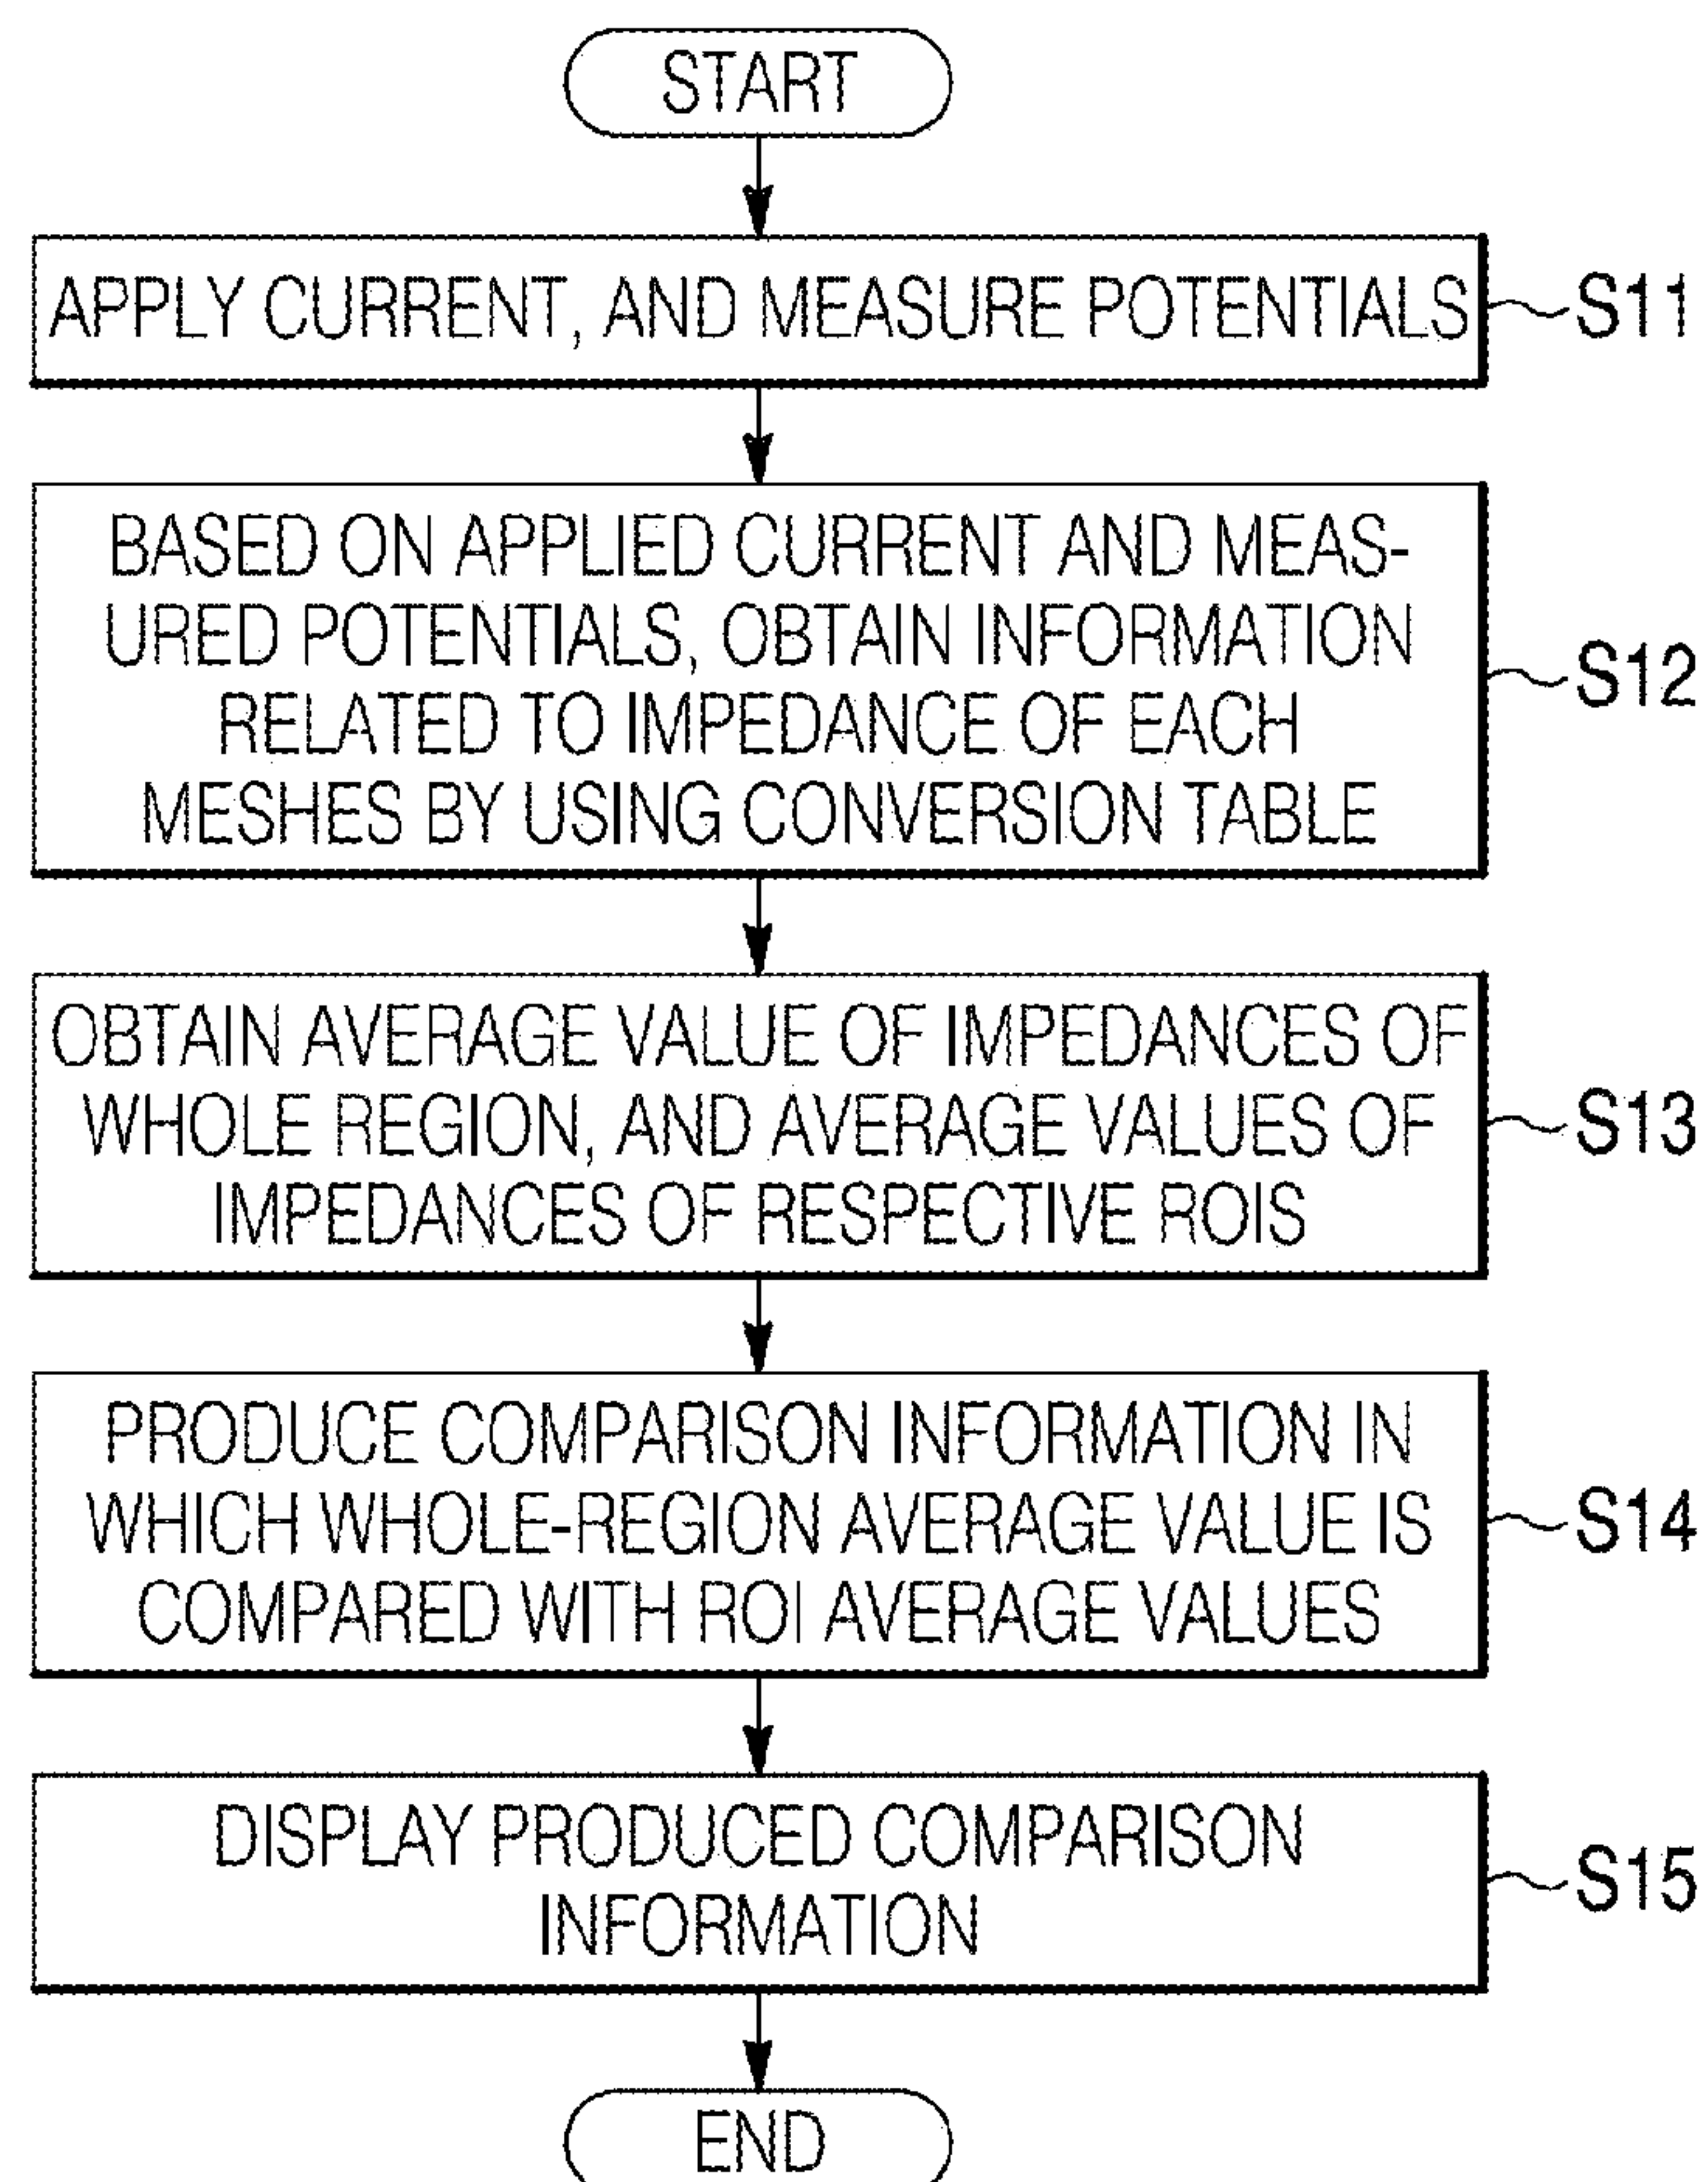 START
APPLY CURRENT, AND MEASURE POTENTIALS
S11
BASED ON APPLIED CURRENT AND MEAS-
URED POTENTIALS, OBTAIN INFORMATION
RELATED TO IMPEDANCE OF EACH
MESHES BY USING CONVERSION TABLE
S12
OBTAIN AVERAGE VALUE OF IMPEDANCES OF
WHOLE REGION, AND AVERAGE VALUES OF
IMPEDANCES OF RESPECTIVE ROIS
S13
PRODUCE COMPARISON INFORMATION IN
WHICH WHOLE-REGION AVERAGE VALUE IS
COMPARED WITH ROI AVERAGE VALUES
S14
DISPLAY PRODUCED COMPARISON
INFORMATION
S15
END